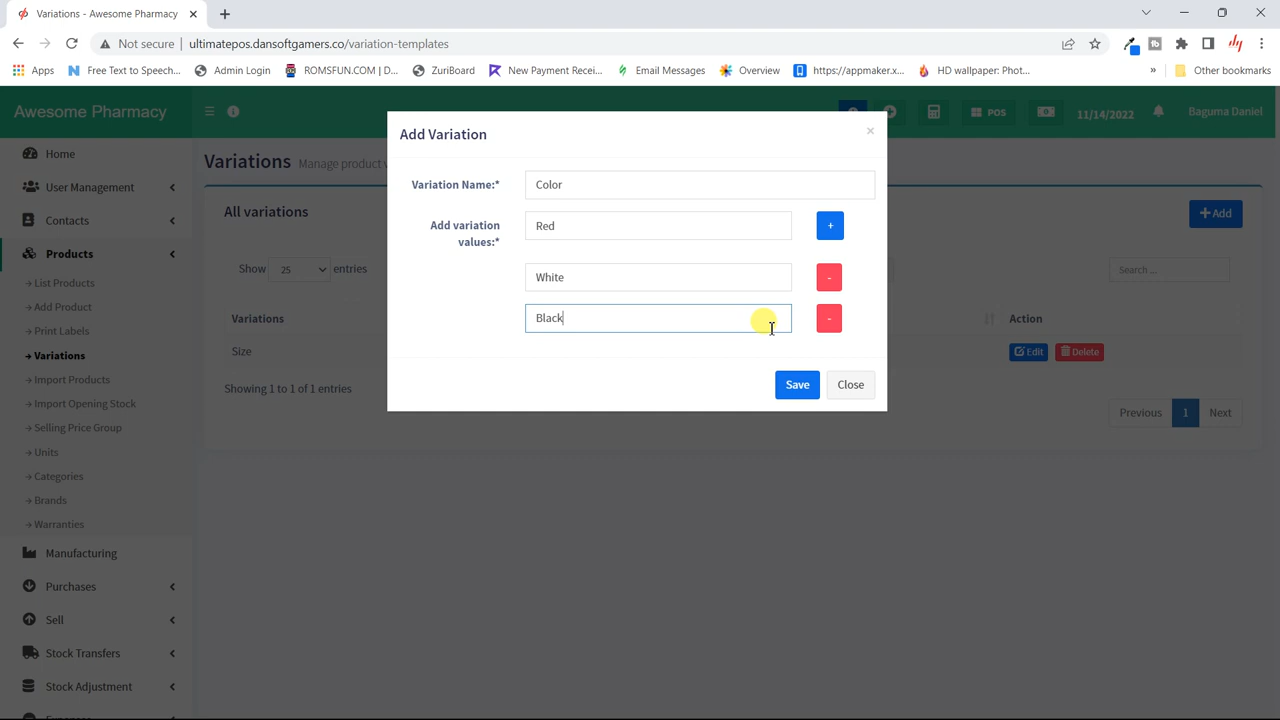 Variations - Awesome Pharmacy
Not secure | ultimatepos.dansoftgamers.co/variation-templates
Apps Free Text to Speech... Admin Login ROMSFUN.COM | D... ZuriBoard New Payment Recei... Email Messages Overview https://appmaker.x... HD wallpaper: Phot... » Other bookmarks
Awesome Pharmacy
POS 11/14/2022 Baguma Daniel
Home
User Management
Contacts
Products
List Products
Add Product
Print Labels
Variations
Import Products
Import Opening Stock
Selling Price Group
Units
Categories
Brands
Warranties
Manufacturing
Purchases
Sell
Stock Transfers
Stock Adjustment
Variations Manage product
All variations
+ Add
Show 25 entries
Search ...
Variations Action
Size Edit Delete
Showing 1 to 1 of 1 entries
Previous 1 Next
Add Variation ×
Variation Name:* Color
Add variation values:* Red +
White -
Black -
Save Close